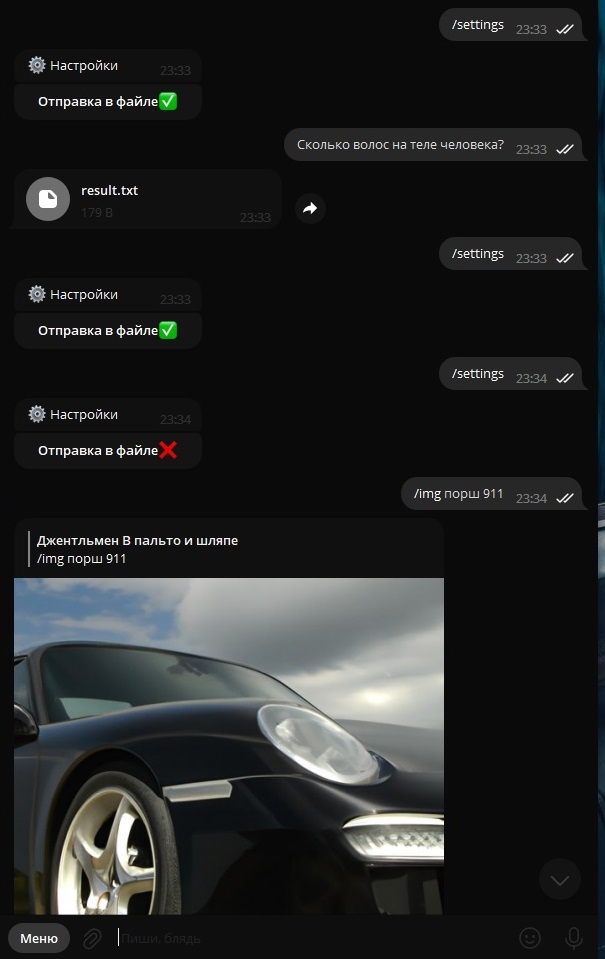 /settings 23:33
Настройки 23:33
Отправка в файле
Сколько волос на теле человека? 23:33
result.txt
179 B 23:33
/settings 23:33
Настройки 23:33
Отправка в файле
/settings 23:34
Настройки 23:34
Отправка в файле
/img порш 911 23:34
Джентльмен В пальто и шляпе
/img порш 911
Меню Пиши, блядь